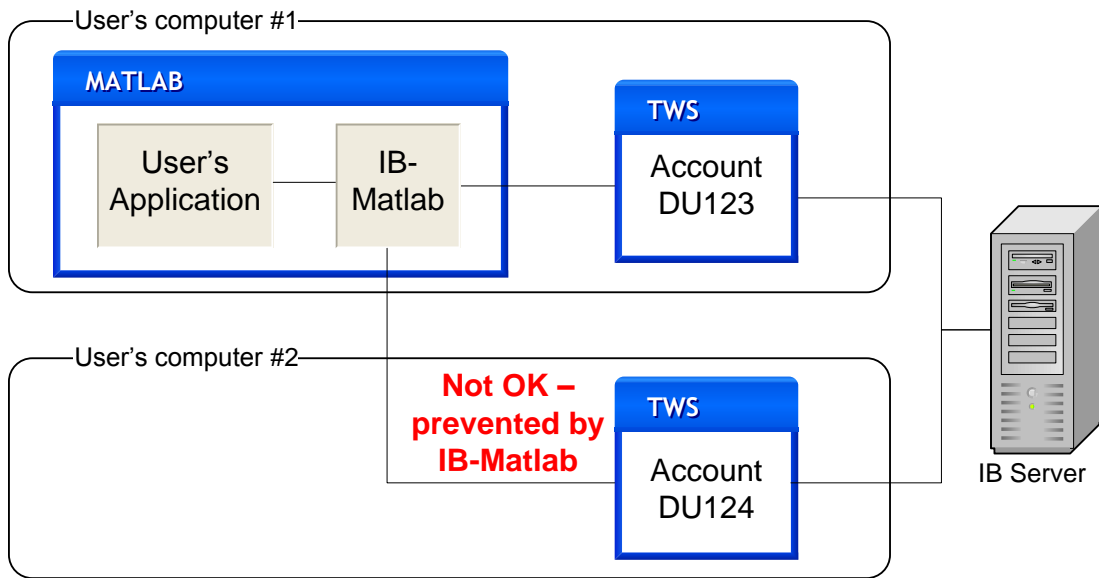 User's computer #1
MATLAB
User's
Application
IB-
Matlab
TWS
Account
DU123
User's computer #2
Not OK –
prevented by
IB-Matlab
TWS
Account
DU124
IB Server